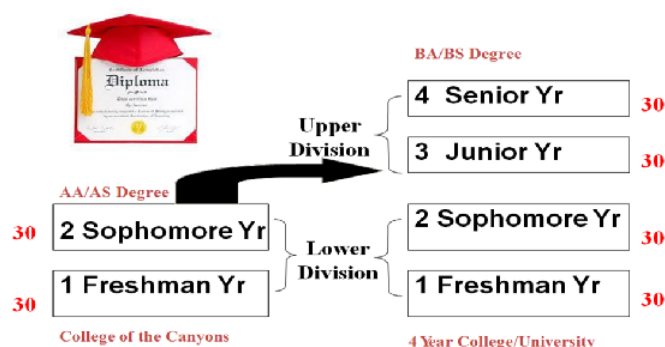 Diploma
BA/BS Degree
4 Senior Yr
30
Upper
Division
3 Junior Yr
30
AA/AS Degree
30
2 Sophomore Yr
Lower
Division
2 Sophomore Yr
30
30
1 Freshman Yr
1 Freshman Yr
30
College of the Canyons
4 Year College/University